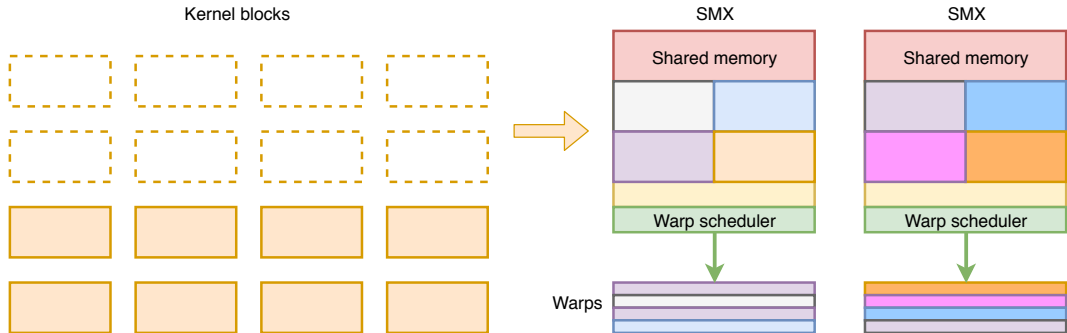 Kernel blocks
SMX
SMX
Shared memory
Shared memory
Warp scheduler
Warp scheduler
Warps